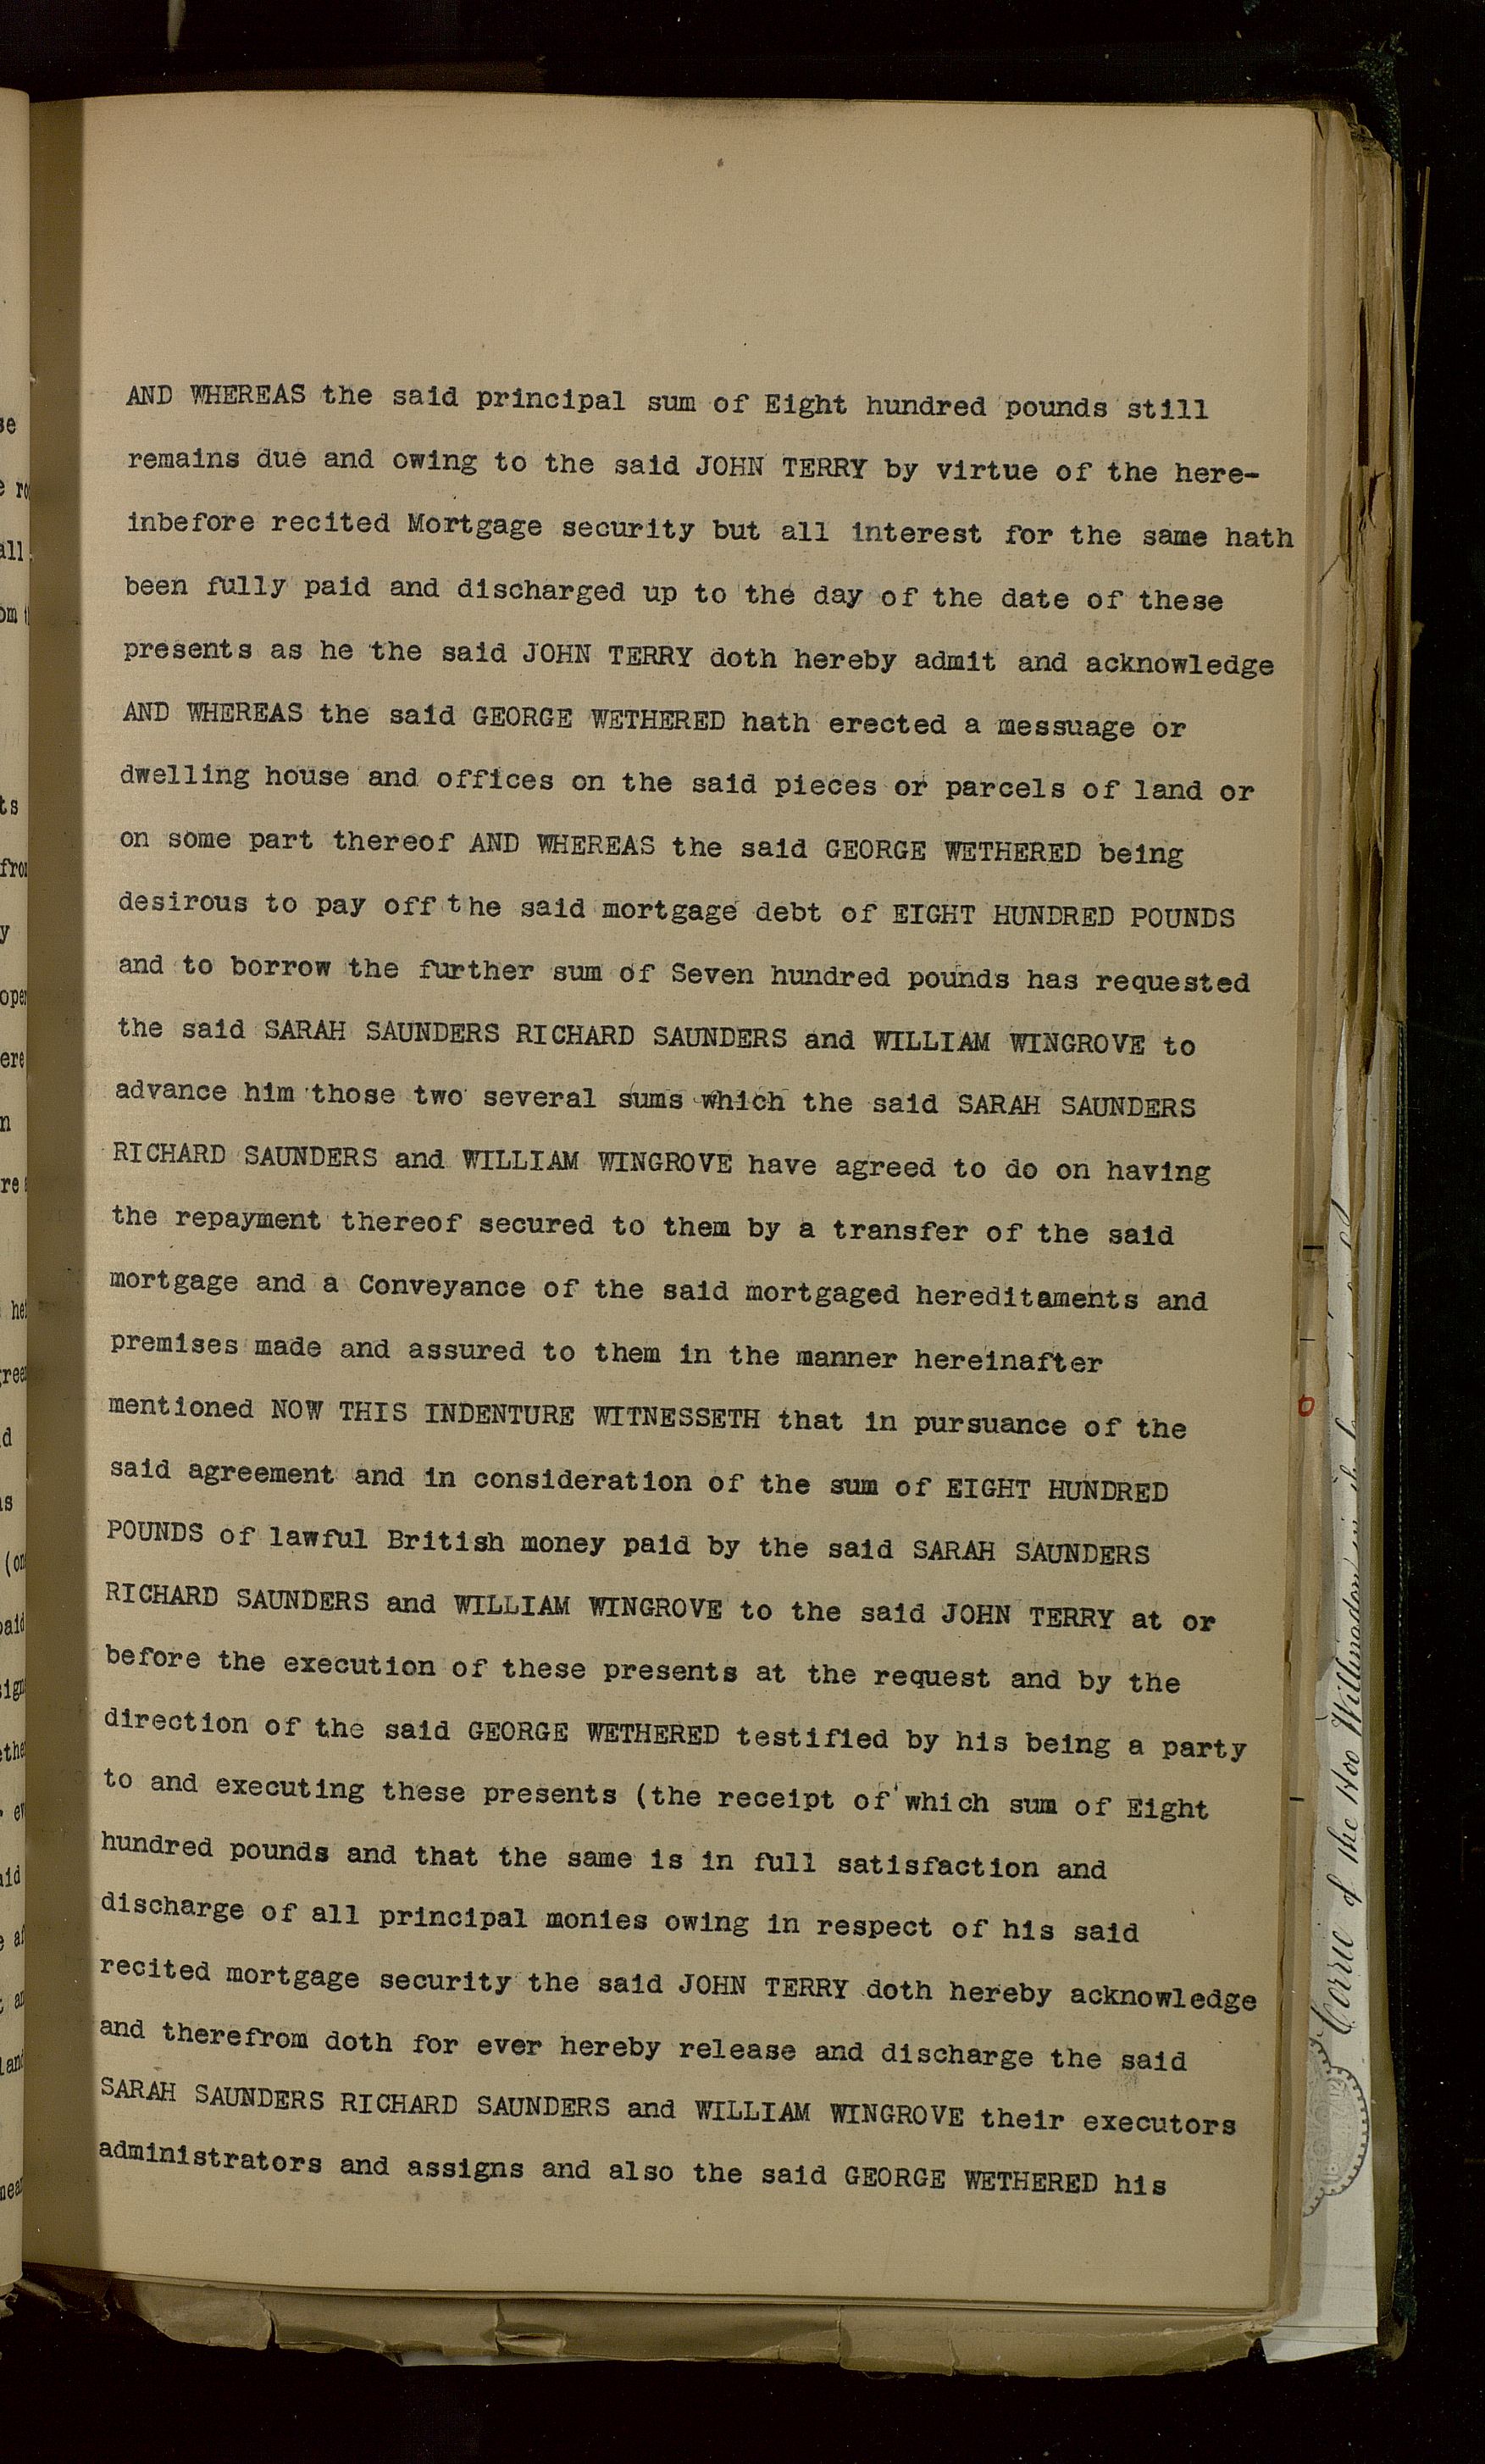 AND WHEREAS the said principal sum of Eight hundred pounds still
remains due and owing to the said JOHN TERRY by virtue of the here-
inbefore recited Mortgage security but all interest for the same hath
been fully paid and discharged up to the day of the date of these
presents as he the said JOHN TERRY doth hereby admit and acknowledge
AND WHEREAS the said GEORGE WETHERED hath erected a messuage or
dwelling house and offices on the said pieces or parcels of land or
on some part thereof AND WHEREAS the said GEORGE WETHERED being
desirous to pay off the said mortgage debt of EIGHT HUNDRED POUNDS
and to borrow the further sum of Seven hundred pounds has requested
the said SARAH SAUNDERS RICHARD SAUNDERS and WILLIAM WINGROVE to
advance him those two several sums which the said SARAH SAUNDERS
RICHARD SAUNDERS and WILLIAM WINGROVE have agreed to do on having
the repayment thereof secured to them by a transfer of the said
mortgage and a Conveyance of the said mortgaged hereditaments and
premises made and assured to them in the manner hereinafter
mentioned NOW THIS INDENTURE WITNESSETH that in pursuance of the
said agreement and in consideration of the sum of EIGHT HUNDRED
POUNDS of lawful British money paid by the said SARAH SAUNDERS
RICHARD SAUNDERS and WILLIAM WINGROVE to the said JOHN TERRY at or
before the execution of these presents at the request and by the
direction of the said GEORGE WETHERED testified by his being a party
to and executing these presents (the receipt of which sum of Eight
hundred pounds and that the same is in full satisfaction and
discharge of all principal monies owing in respect of his said
recited mortgage security the said JOHN TERRY doth hereby acknowledge
and therefrom doth for ever hereby release and discharge the said
SARAH SAUNDERS RICHARD SAUNDERS and WILLIAM WINGROVE their executors
administrators and assigns and also the said GEORGE WETHERED his
Corrie of the Hoo Willingdon in the